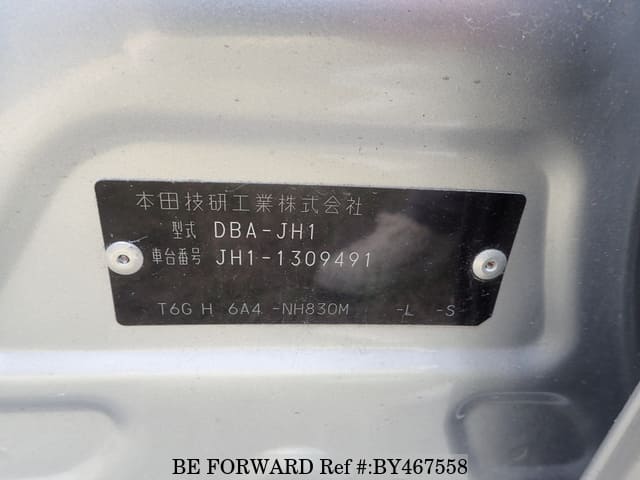 本田技研工業株式会社
型式 DBA-JH1
車台番号 JH1-1309491
T6G H 6A4 -NH830M -L -S
BE FORWARD Ref #:BY467558